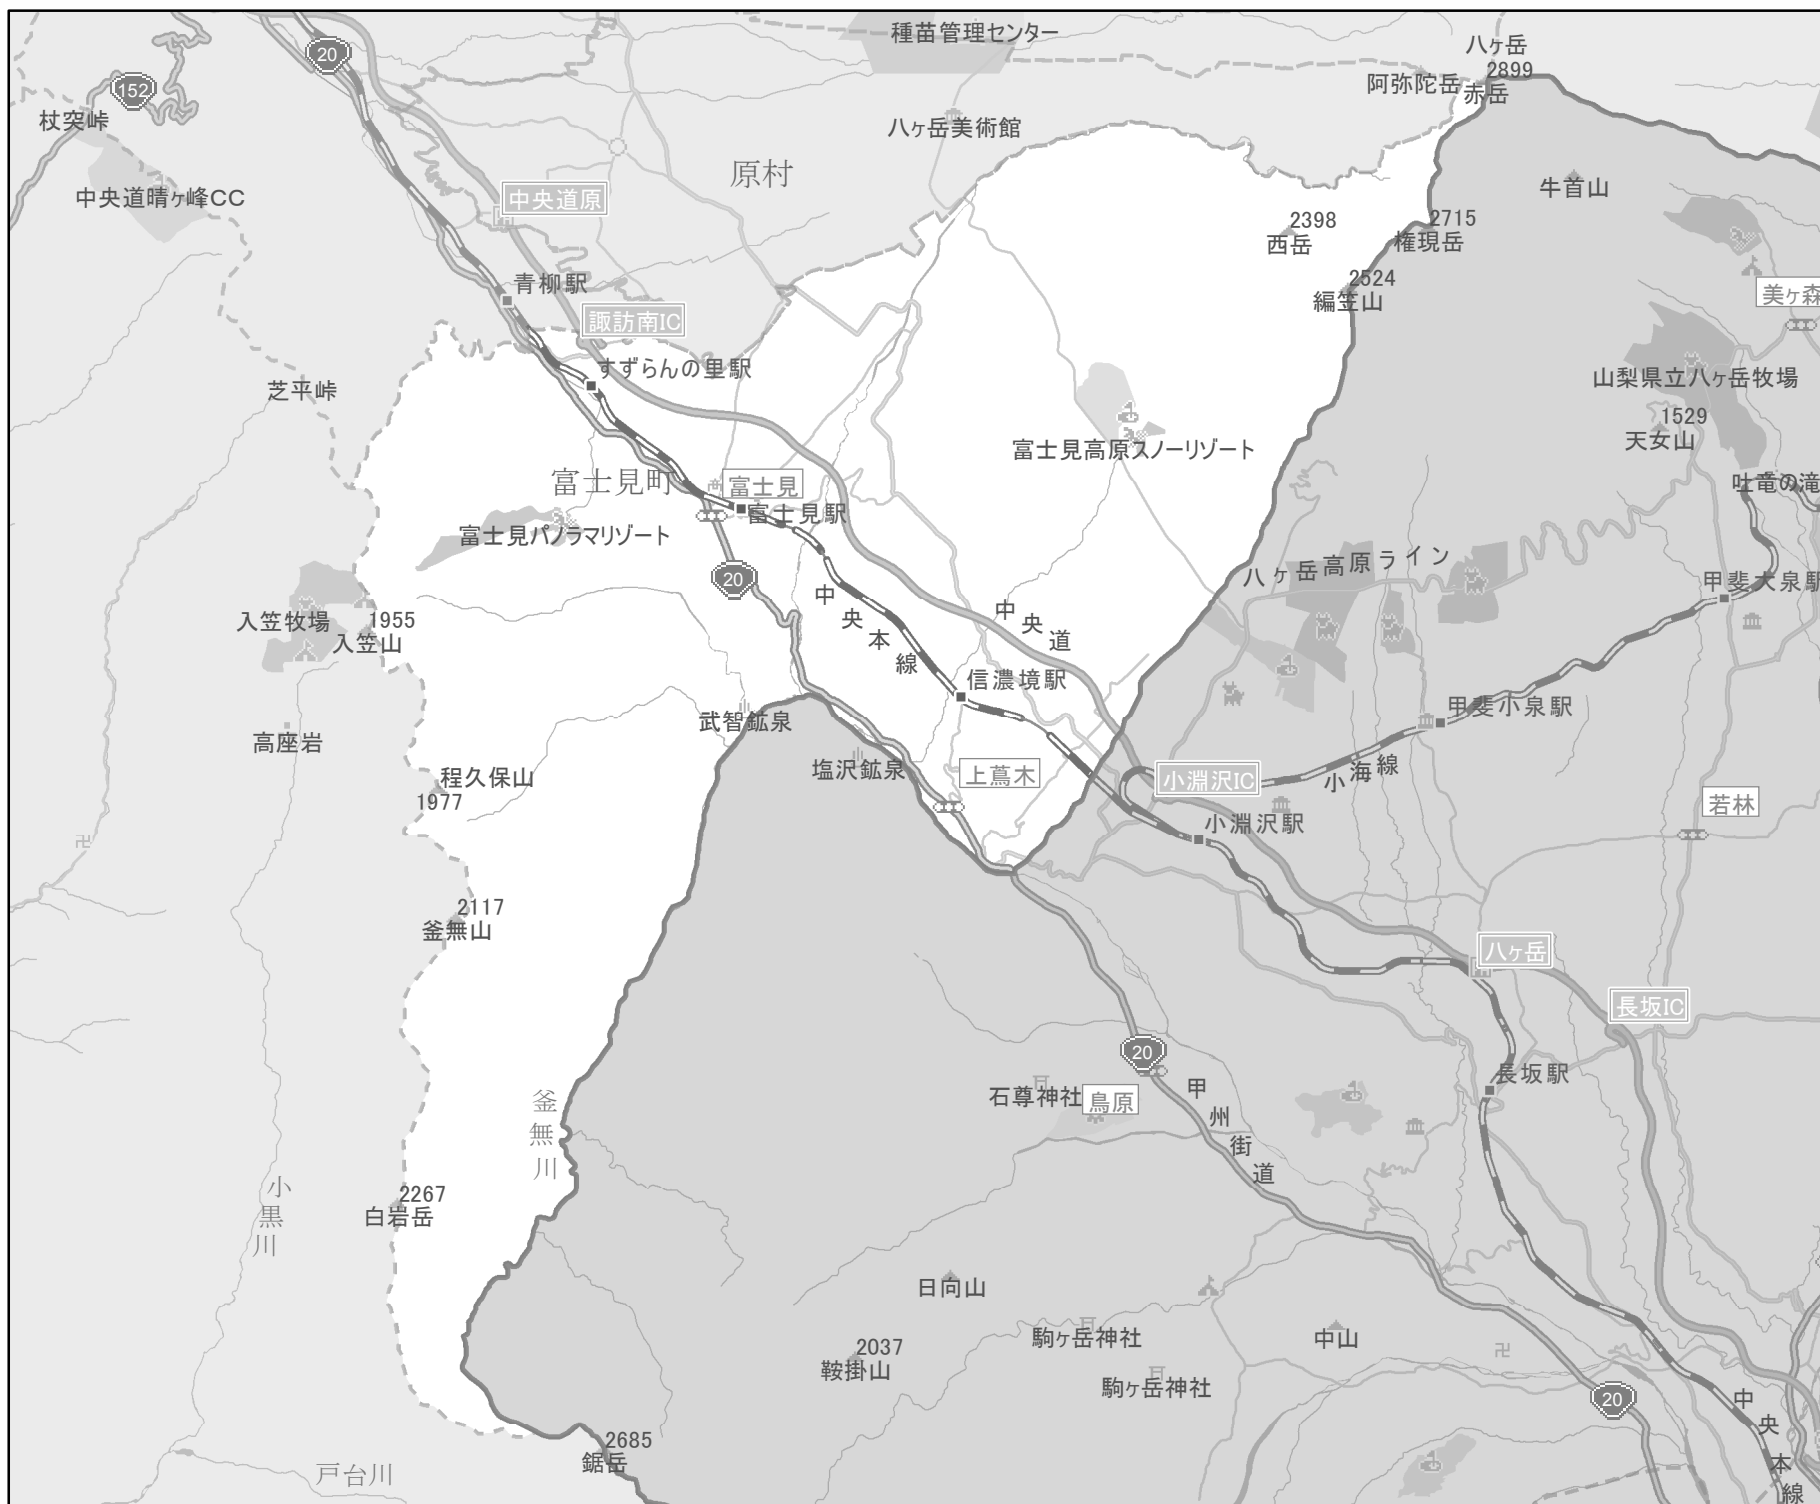 種苗管理センター
八ヶ岳
2899
阿弥陀岳
赤岳
20
152
杖突峠
八ヶ岳美術館
原村
中央道晴ヶ峰CC
中央道原
牛首山
2398
西岳
2715
権現岳
青柳駅
2524
編笠山
美ヶ森
諏訪南IC
すずらんの里駅
芝平峠
山梨県立八ヶ岳牧場
1529
天女山
富士見高原スノーリゾート
富士見町
富士見
富士見駅
吐竜の滝
富士見パノラマリゾート
八ヶ岳高原ライン
20
甲斐大泉駅
中央本線
中央道
入笠牧場
1955
入笠山
信濃境駅
武智鉱泉
甲斐小泉駅
高座岩
塩沢鉱泉
上蔦木
小淵沢IC
小海線
程久保山
1977
若林
小淵沢駅
2117
釜無山
八ヶ岳
長坂IC
20
長坂駅
石尊神社
鳥原
甲州街道
釜無川
小黒川
2267
白岩岳
日向山
駒ヶ岳神社
中山
2037
鞍掛山
駒ヶ岳神社
20
中央本線
2685
鋸岳
戸台川